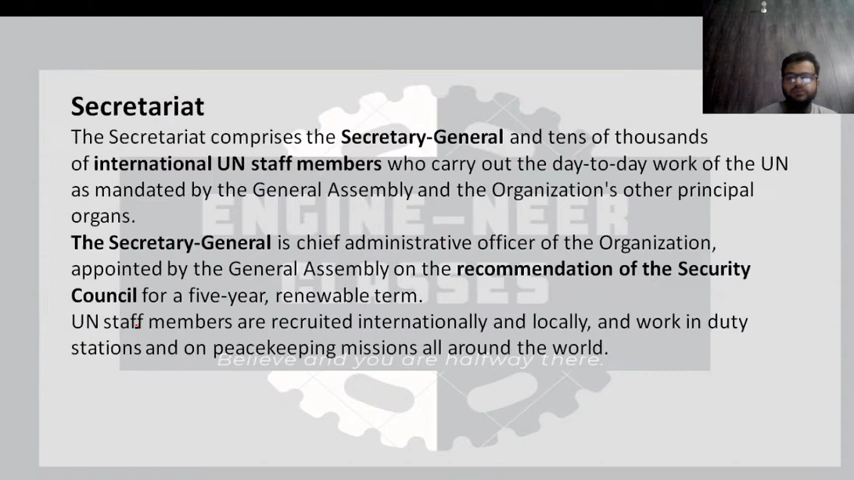 Secretariat
The Secretariat comprises the Secretary-General and tens of thousands
of international UN staff members who carry out the day-to-day work of the UN
as mandated by the General Assembly and the Organization's other principal
organs.
The Secretary-General is chief administrative officer of the Organization,
appointed by the General Assembly on the recommendation of the Security
Council for a five-year, renewable term.
UN staff members are recruited internationally and locally, and work in duty
stations and on peacekeeping missions all around the world.
ENGINE-NEER
CLASSES
Believe and you are halfway there.